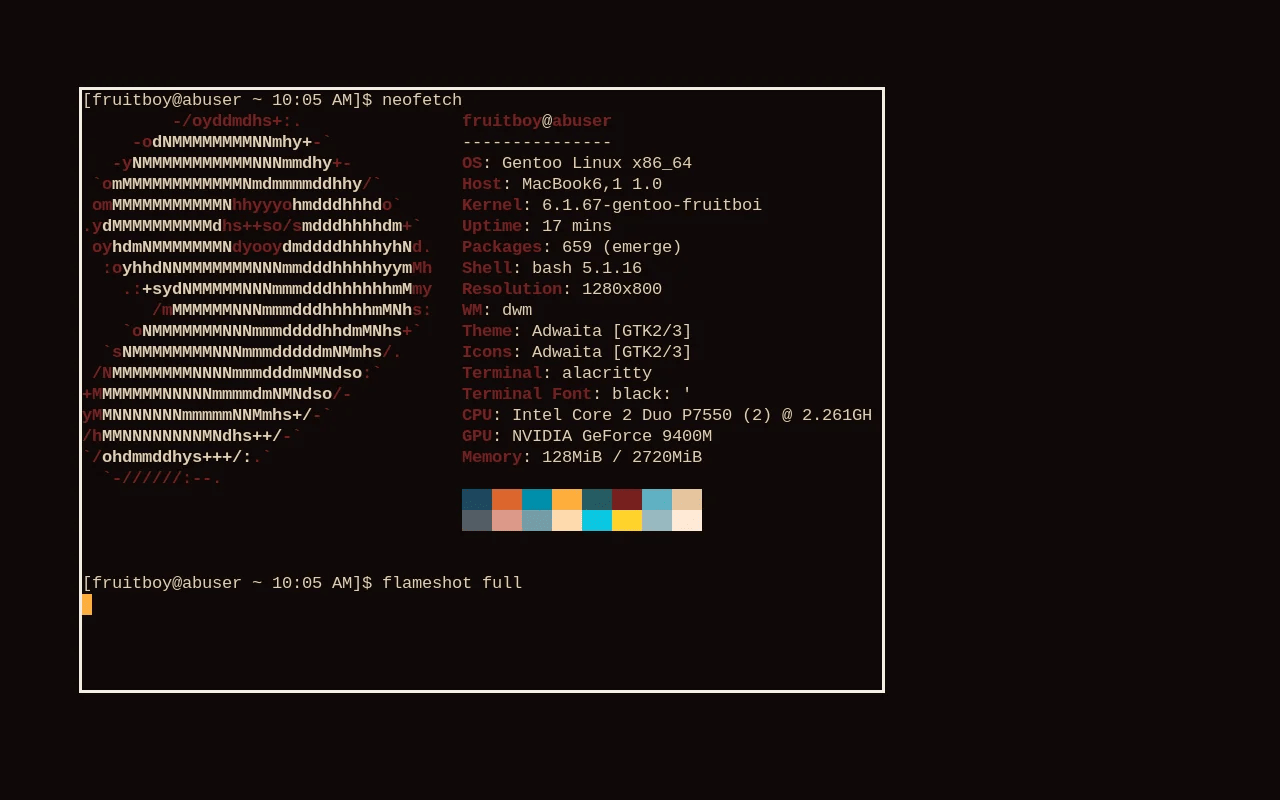 [fruitboy@abuser ~ 10:05 AM]$ neofetch
         -/oyddmdhs+:.                fruitboy@abuser
     -odNMMMMMMMMNNmhy+-`             ---------------
   -yNMMMMMMMMMMMNNNmmdhy+-           OS: Gentoo Linux x86_64
 `omMMMMMMMMMMMMNmdmmmmddhhy/`        Host: MacBook6,1 1.0
 omMMMMMMMMMMMNhhyyyohmdddhhhdo`      Kernel: 6.1.67-gentoo-fruitboi
.ydMMMMMMMMMMdhs++so/smdddhhhhdm+`    Uptime: 17 mins
 oyhdmNMMMMMMMNdyooydmddddhhhhyhNd.   Packages: 659 (emerge)
  :oyhhdNNMMMMMMMNNNmmdddhhhhhyymMh   Shell: bash 5.1.16
    .:+sydNMMMMMNNNmmmdddhhhhhhmMmy   Resolution: 1280x800
       /mMMMMMMNNNmmmdddhhhhhmMNhs:   WM: dwm
    `oNMMMMMMMNNNmmmddddhhdmMNhs+`    Theme: Adwaita [GTK2/3]
  `sNMMMMMMMMNNNmmmdddddmNMmhs/.      Icons: Adwaita [GTK2/3]
 /NMMMMMMMMNNNNmmmdddmNMNdso:`        Terminal: alacritty
+MMMMMMMNNNNNmmmmdmNMNdso/-           Terminal Font: black: '
yMMNNNNNNNmmmmmNNMmhs+/-`             CPU: Intel Core 2 Duo P7550 (2) @ 2.261GH
/hMMNNNNNNNNMNdhs++/-`                GPU: NVIDIA GeForce 9400M
`/ohdmmddhys+++/:.`                   Memory: 128MiB / 2720MiB
  `-//////:--.
[fruitboy@abuser ~ 10:05 AM]$ flameshot full